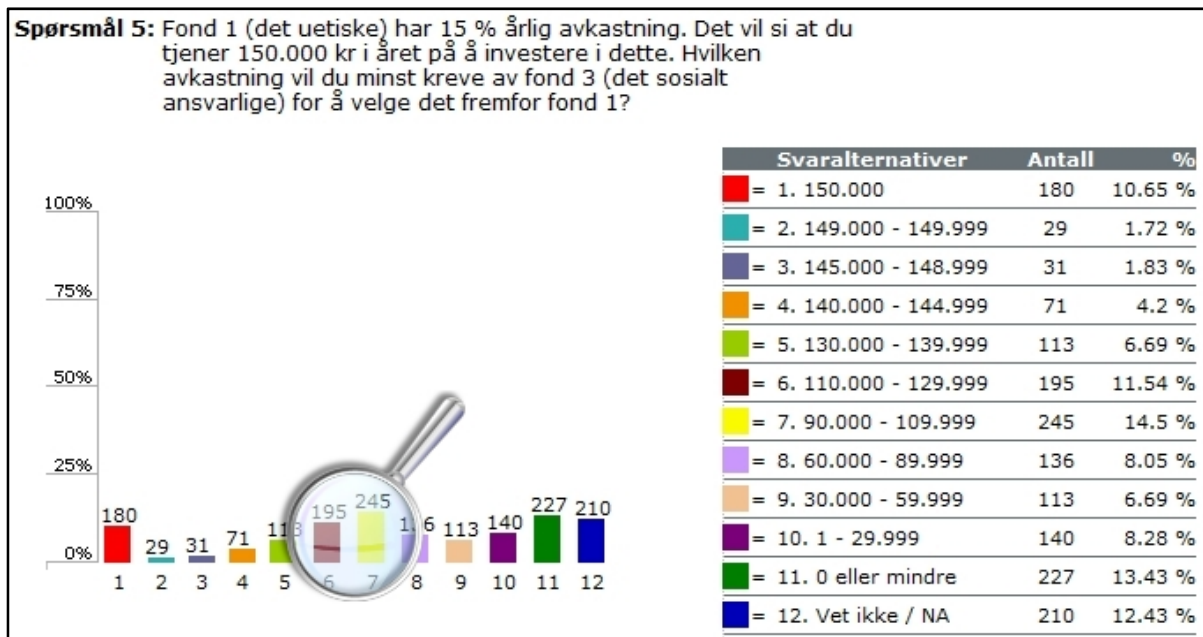 Spørsmål 5: Fond 1 (det uetiske) har 15 % årlig avkastning. Det vil si at du
tjener 150.000 kr i året på å investere i dette. Hvilken
avkastning vil du minst kreve av fond 3 (det sosialt
ansvarlige) for å velge det fremfor fond 1?
Svaralternativer Antall %
= 1. 150.000 180 10.65 %
= 2. 149.000 - 149.999 29 1.72 %
= 3. 145.000 - 148.999 31 1.83 %
= 4. 140.000 - 144.999 71 4.2 %
= 5. 130.000 - 139.999 113 6.69 %
= 6. 110.000 - 129.999 195 11.54 %
= 7. 90.000 - 109.999 245 14.5 %
= 8. 60.000 - 89.999 136 8.05 %
= 9. 30.000 - 59.999 113 6.69 %
= 10. 1 - 29.999 140 8.28 %
= 11. 0 eller mindre 227 13.43 %
= 12. Vet ikke / NA 210 12.43 %
100%
75%
50%
25%
0%
180 29 31 71 113 195 245 136 113 140 227 210
1 2 3 4 5 6 7 8 9 10 11 12